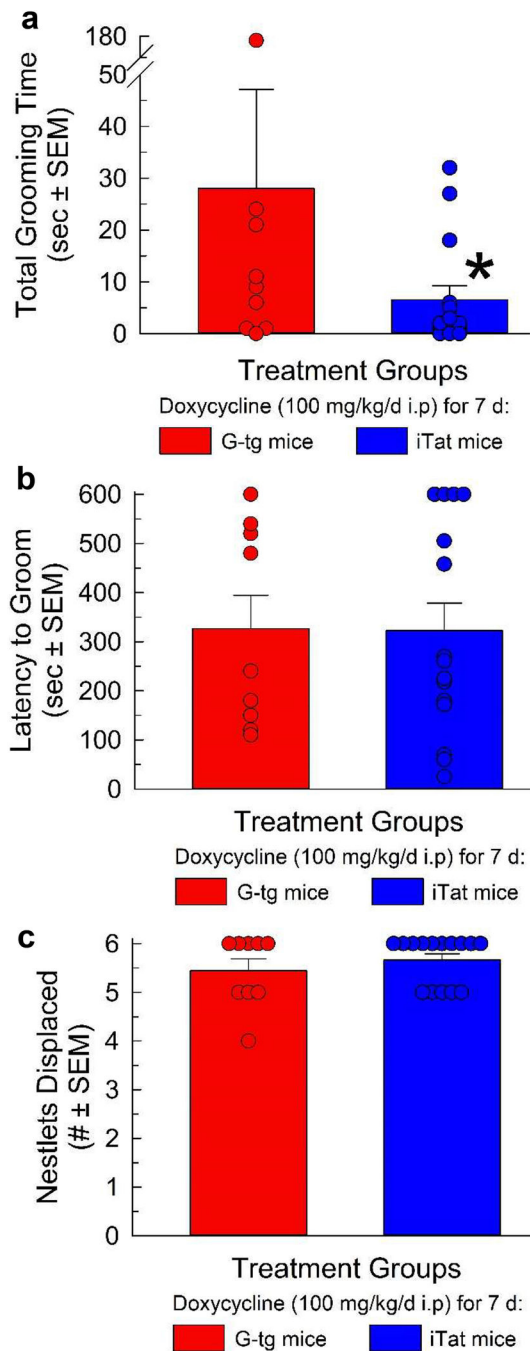 a
Total Grooming Time
(sec ± SEM)
180
50
40
30
20
10
0
*
Treatment Groups
Doxycycline (100 mg/kg/d i.p) for 7 d:
G-tg mice
iTat mice
b
Latency to Groom
(sec ± SEM)
600
500
400
300
200
100
0
Treatment Groups
Doxycycline (100 mg/kg/d i.p) for 7 d:
G-tg mice
iTat mice
c
Nestlets Displaced
(# ± SEM)
6
5
4
3
2
1
0
Treatment Groups
Doxycycline (100 mg/kg/d i.p) for 7 d:
G-tg mice
iTat mice